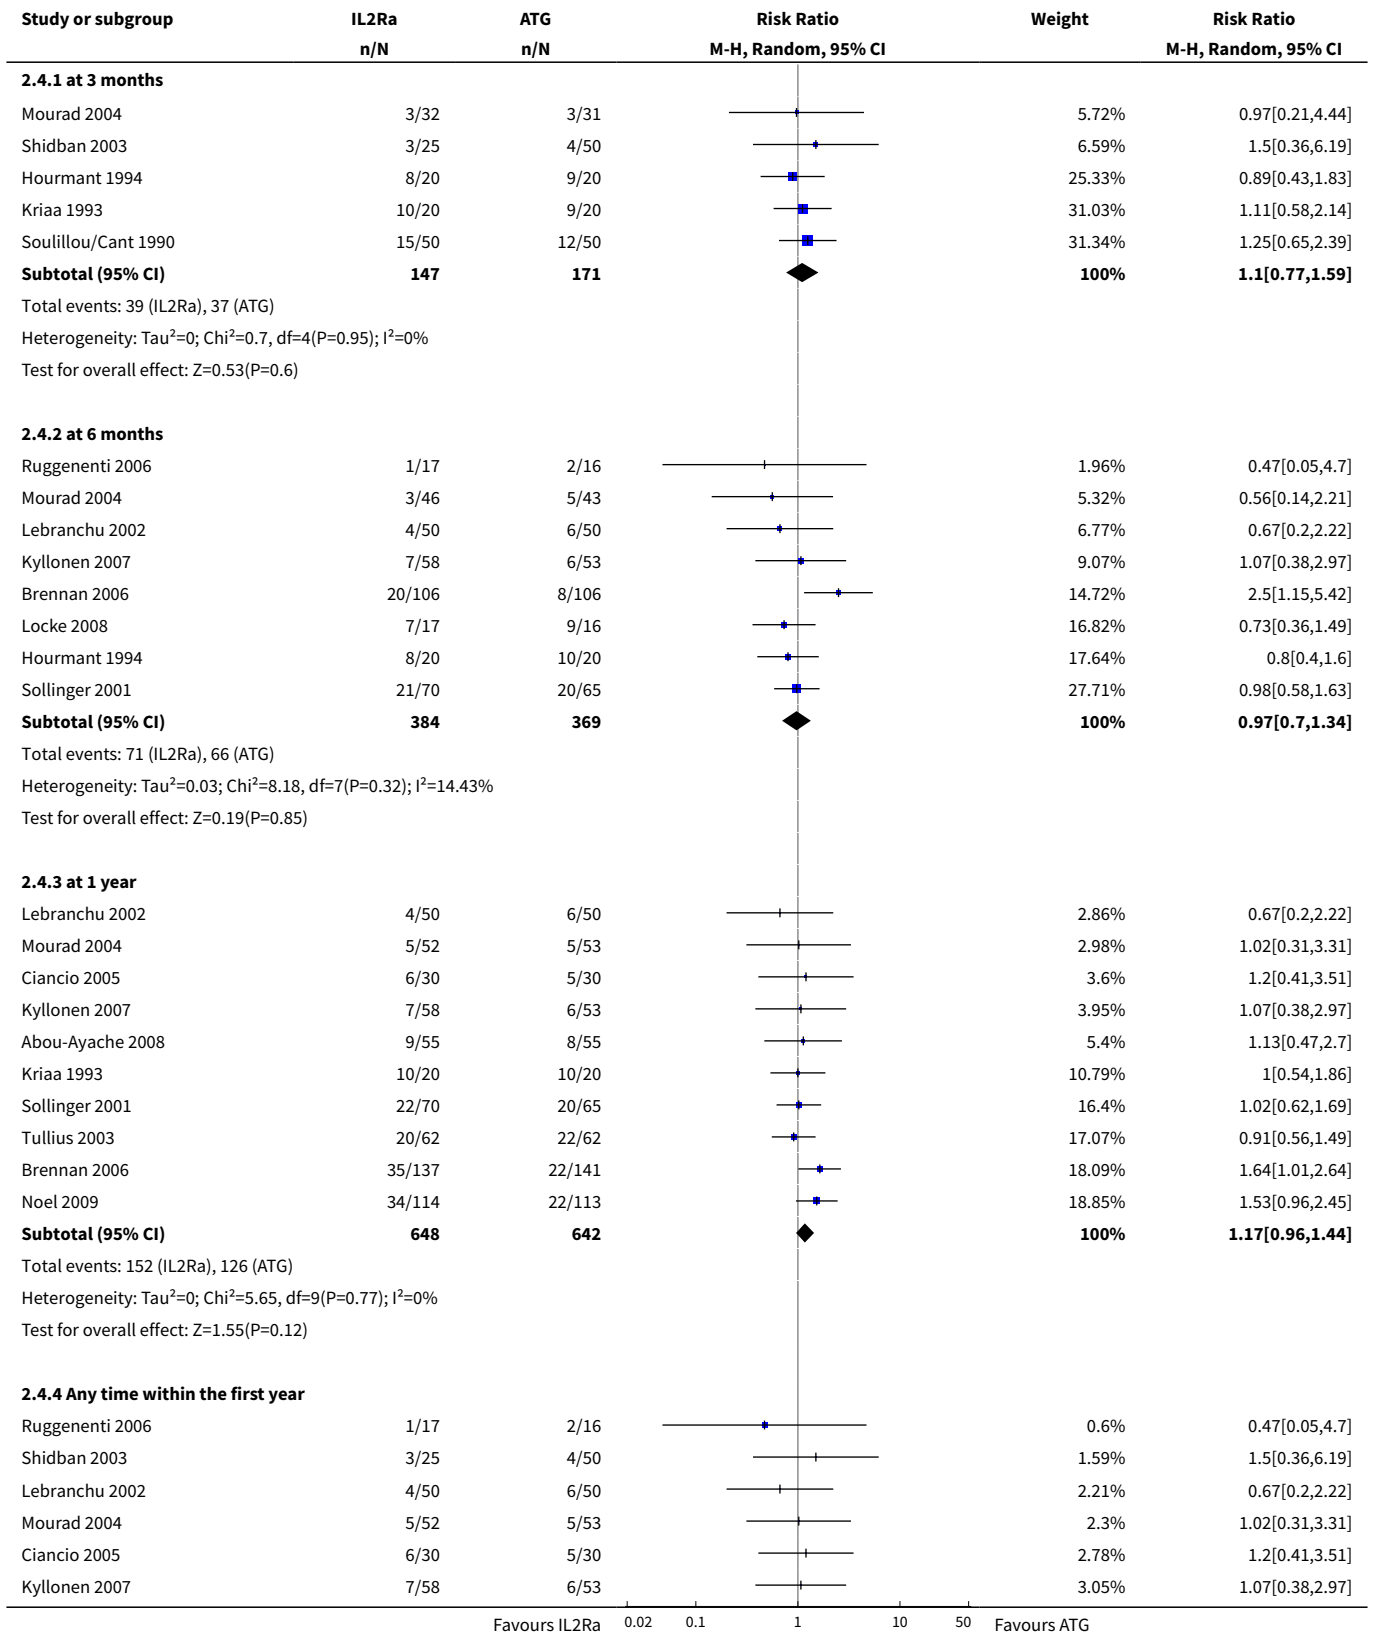 Study or subgroup IL2Ra ATG Risk Ratio Weight Risk Ratio
n/N n/N M-H, Random, 95% CI M-H, Random, 95% CI
2.4.1 at 3 months
Mourad 2004 3/32 3/31 5.72% 0.97[0.21,4.44]
Shidban 2003 3/25 4/50 6.59% 1.5[0.36,6.19]
Hourmant 1994 8/20 9/20 25.33% 0.89[0.43,1.83]
Kriaa 1993 10/20 9/20 31.03% 1.11[0.58,2.14]
Soulillou/Cant 1990 15/50 12/50 31.34% 1.25[0.65,2.39]
Subtotal (95% CI) 147 171 100% 1.1[0.77,1.59]
Total events: 39 (IL2Ra), 37 (ATG)
Heterogeneity: Tau²=0; Chi²=0.7, df=4(P=0.95); I²=0%
Test for overall effect: Z=0.53(P=0.6)
2.4.2 at 6 months
Ruggenenti 2006 1/17 2/16 1.96% 0.47[0.05,4.7]
Mourad 2004 3/46 5/43 5.32% 0.56[0.14,2.21]
Lebranchu 2002 4/50 6/50 6.77% 0.67[0.2,2.22]
Kyllonen 2007 7/58 6/53 9.07% 1.07[0.38,2.97]
Brennan 2006 20/106 8/106 14.72% 2.5[1.15,5.42]
Locke 2008 7/17 9/16 16.82% 0.73[0.36,1.49]
Hourmant 1994 8/20 10/20 17.64% 0.8[0.4,1.6]
Sollinger 2001 21/70 20/65 27.71% 0.98[0.58,1.63]
Subtotal (95% CI) 384 369 100% 0.97[0.7,1.34]
Total events: 71 (IL2Ra), 66 (ATG)
Heterogeneity: Tau²=0.03; Chi²=8.18, df=7(P=0.32); I²=14.43%
Test for overall effect: Z=0.19(P=0.85)
2.4.3 at 1 year
Lebranchu 2002 4/50 6/50 2.86% 0.67[0.2,2.22]
Mourad 2004 5/52 5/53 2.98% 1.02[0.31,3.31]
Ciancio 2005 6/30 5/30 3.6% 1.2[0.41,3.51]
Kyllonen 2007 7/58 6/53 3.95% 1.07[0.38,2.97]
Abou-Ayache 2008 9/55 8/55 5.4% 1.13[0.47,2.7]
Kriaa 1993 10/20 10/20 10.79% 1[0.54,1.86]
Sollinger 2001 22/70 20/65 16.4% 1.02[0.62,1.69]
Tullius 2003 20/62 22/62 17.07% 0.91[0.56,1.49]
Brennan 2006 35/137 22/141 18.09% 1.64[1.01,2.64]
Noel 2009 34/114 22/113 18.85% 1.53[0.96,2.45]
Subtotal (95% CI) 648 642 100% 1.17[0.96,1.44]
Total events: 152 (IL2Ra), 126 (ATG)
Heterogeneity: Tau²=0; Chi²=5.65, df=9(P=0.77); I²=0%
Test for overall effect: Z=1.55(P=0.12)
2.4.4 Any time within the first year
Ruggenenti 2006 1/17 2/16 0.6% 0.47[0.05,4.7]
Shidban 2003 3/25 4/50 1.59% 1.5[0.36,6.19]
Lebranchu 2002 4/50 6/50 2.21% 0.67[0.2,2.22]
Mourad 2004 5/52 5/53 2.3% 1.02[0.31,3.31]
Ciancio 2005 6/30 5/30 2.78% 1.2[0.41,3.51]
Kyllonen 2007 7/58 6/53 3.05% 1.07[0.38,2.97]
Favours IL2Ra 0.02 0.1 1 10 50 Favours ATG